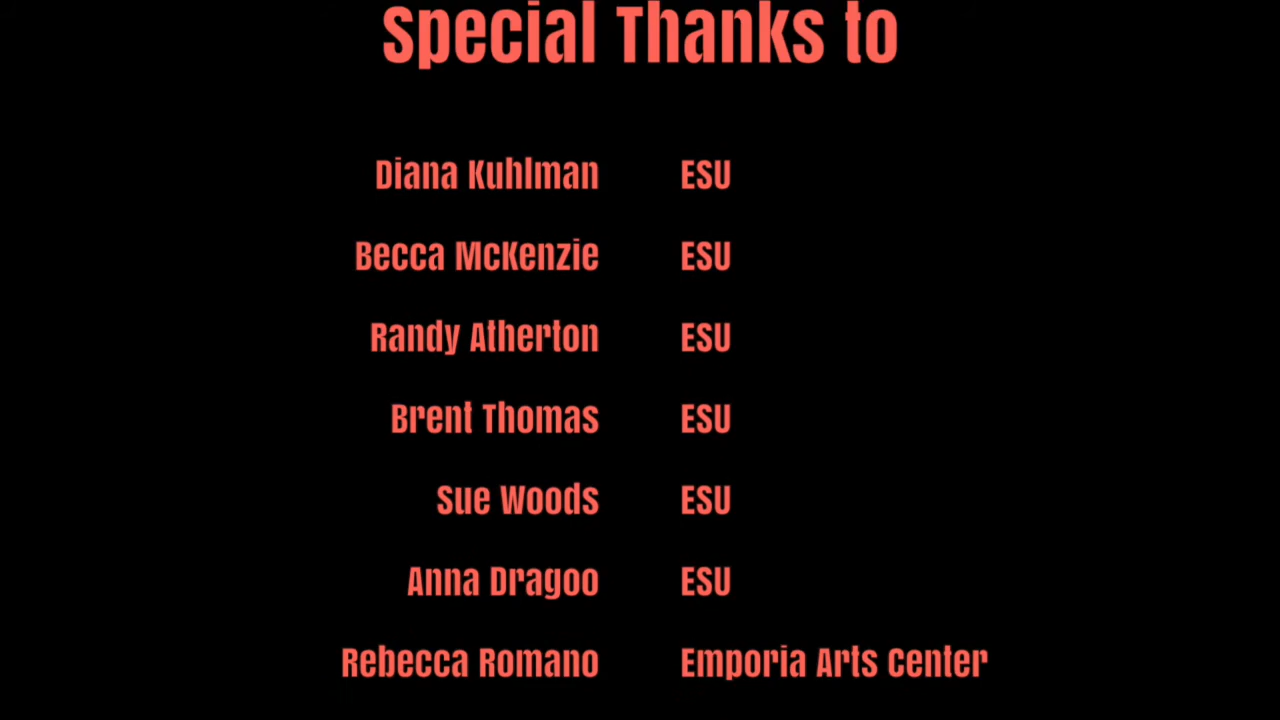 Special Thanks to
Diana Kuhlman ESU
Becca McKenzie ESU
Randy Atherton ESU
Brent Thomas ESU
Sue Woods ESU
Anna Dragoo ESU
Rebecca Romano Emporia Arts Center